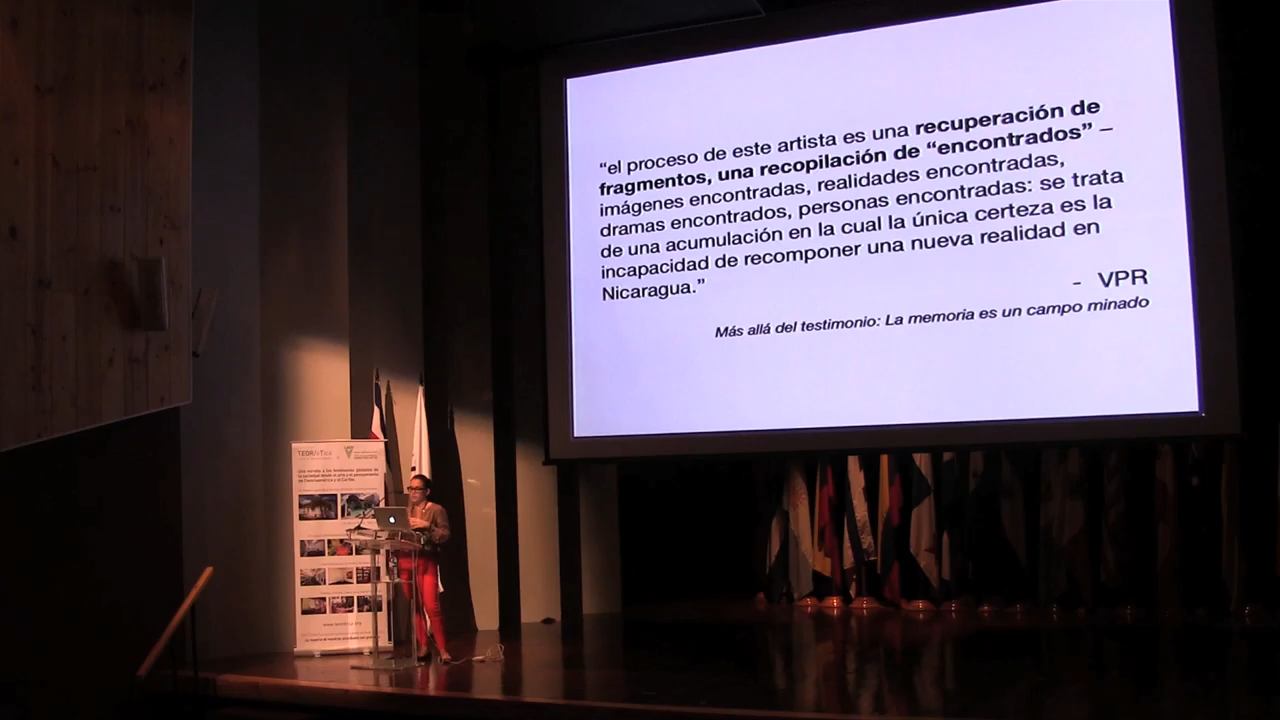 “el proceso de este artista es una recuperación de
fragmentos, una recopilación de “encontrados” –
imágenes encontradas, realidades encontradas,
dramas encontrados, personas encontradas: se trata
de una acumulación en la cual la única certeza es la
incapacidad de recomponer una nueva realidad en
Nicaragua.”
- VPR
Más allá del testimonio: La memoria es un campo minado
TEOR/éTica